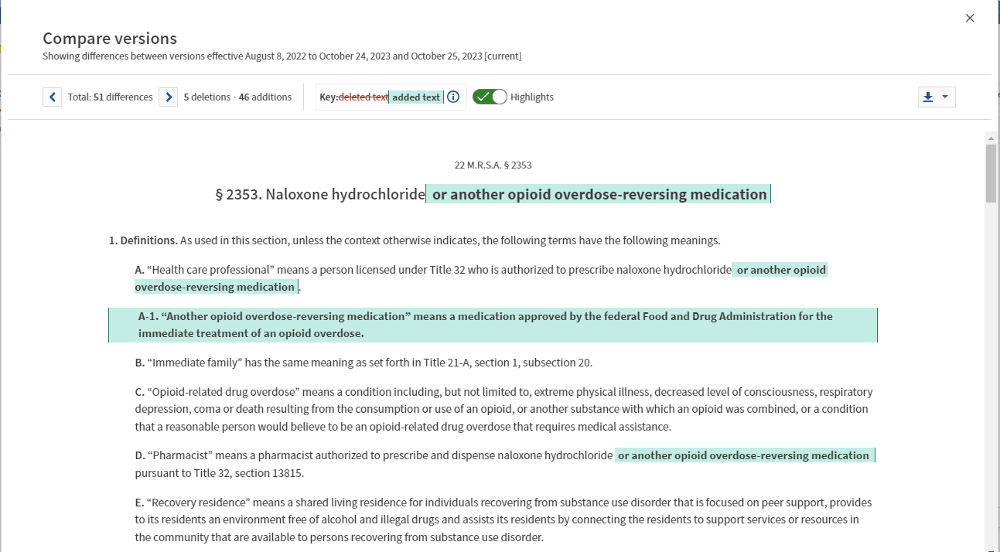 Compare versions
Showing differences between versions effective August 8, 2022 to October 24, 2023 and October 25, 2023 [current]
Total: 51 differences 5 deletions · 46 additions Key:deleted text added text Highlights
22 M.R.S.A. § 2353
§ 2353. Naloxone hydrochloride or another opioid overdose-reversing medication
1. Definitions. As used in this section, unless the context otherwise indicates, the following terms have the following meanings.
A. “Health care professional” means a person licensed under Title 32 who is authorized to prescribe naloxone hydrochloride or another opioid
overdose-reversing medication .
A-1. “Another opioid overdose-reversing medication” means a medication approved by the federal Food and Drug Administration for the
immediate treatment of an opioid overdose.
B. “Immediate family” has the same meaning as set forth in Title 21-A, section 1, subsection 20.
C. “Opioid-related drug overdose” means a condition including, but not limited to, extreme physical illness, decreased level of consciousness, respiratory
depression, coma or death resulting from the consumption or use of an opioid, or another substance with which an opioid was combined, or a condition
that a reasonable person would believe to be an opioid-related drug overdose that requires medical assistance.
D. “Pharmacist” means a pharmacist authorized to prescribe and dispense naloxone hydrochloride or another opioid overdose-reversing medication
pursuant to Title 32, section 13815.
E. “Recovery residence” means a shared living residence for individuals recovering from substance use disorder that is focused on peer support, provides
to its residents an environment free of alcohol and illegal drugs and assists its residents by connecting the residents to support services or resources in
the community that are available to persons recovering from substance use disorder.